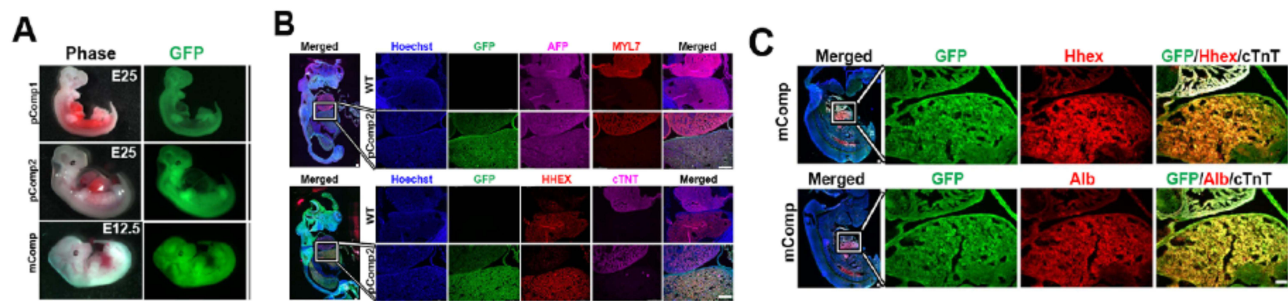 A
Phase GFP
pComp1
E25
pComp2
E25
mComp
E12.5
B
Merged Hoechst GFP AFP MYL7 Merged
WT
pComp2
Merged Hoechst GFP HHEX cTNT Merged
WT
pComp2
C
Merged GFP Hhex GFP/Hhex/cTnT
mComp
Merged GFP Alb GFP/Alb/cTnT
mComp